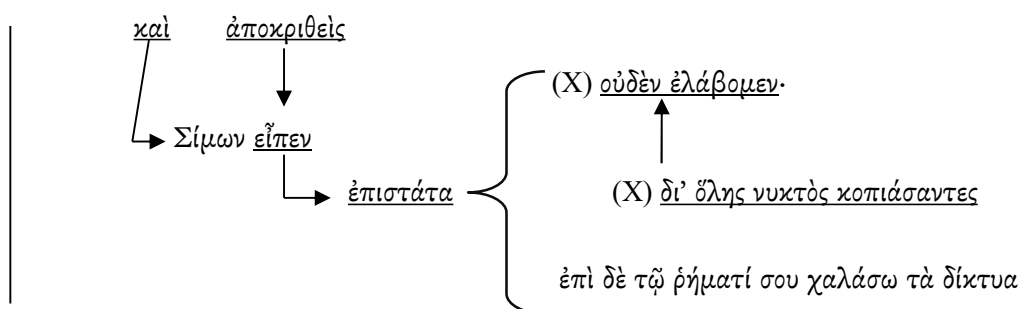 καὶ ἀποκριθεὶς
(X) οὐδὲν ἐλάβομεν·
Σίμων εἶπεν
ἐπιστάτα
(X) δι' ὅλης νυκτὸς κοπιάσαντες
ἐπὶ δὲ τῷ ῥήματί σου χαλάσω τὰ δίκτυα